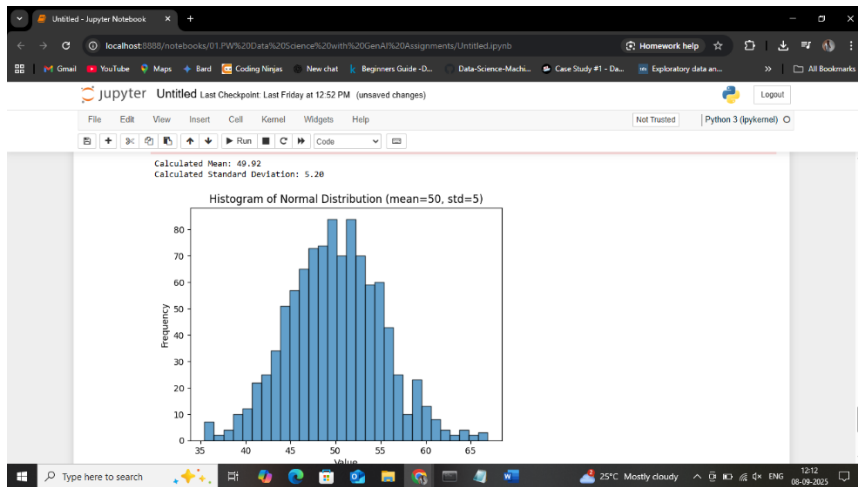 Untitled - Jupyter Notebook
localhost:8888/notebooks/01.PW%20Data%20Science%20with%20GenAI%20Assignments/Untitled.ipynb
Homework help
Gmail YouTube Maps Bard Coding Ninjas New chat Beginners Guide -D... Data-Science-Machi... Case Study #1 - Da... Exploratory data an... » All Bookmarks
jupyter Untitled Last Checkpoint: Last Friday at 12:52 PM (unsaved changes)
Logout
File Edit View Insert Cell Kernel Widgets Help
Not Trusted
Python 3 (ipykernel)
Run Code
Calculated Mean: 49.92
Calculated Standard Deviation: 5.20
Histogram of Normal Distribution (mean=50, std=5)
80
70
60
50
40
30
20
10
0
Frequency
35 40 45 50 55 60 65
Value
Type here to search
25°C Mostly cloudy
ENG
12:12
08-09-2025